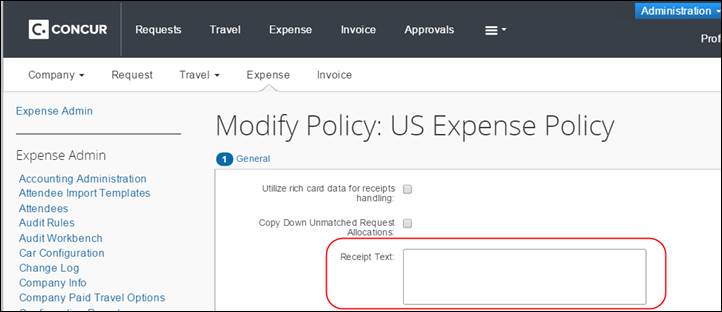 Administration
C. CONCUR Requests Travel Expense Invoice Approvals
Prof
Company Request Travel Expense Invoice
Expense Admin
Modify Policy: US Expense Policy
Expense Admin
1 General
Accounting Administration
Attendee Import Templates
Attendees
Audit Rules
Audit Workbench
Car Configuration
Change Log
Company Info
Company Paid Travel Options
Utilize rich card data for receipts
handling:
Copy Down Unmatched Request
Allocations:
Receipt Text: